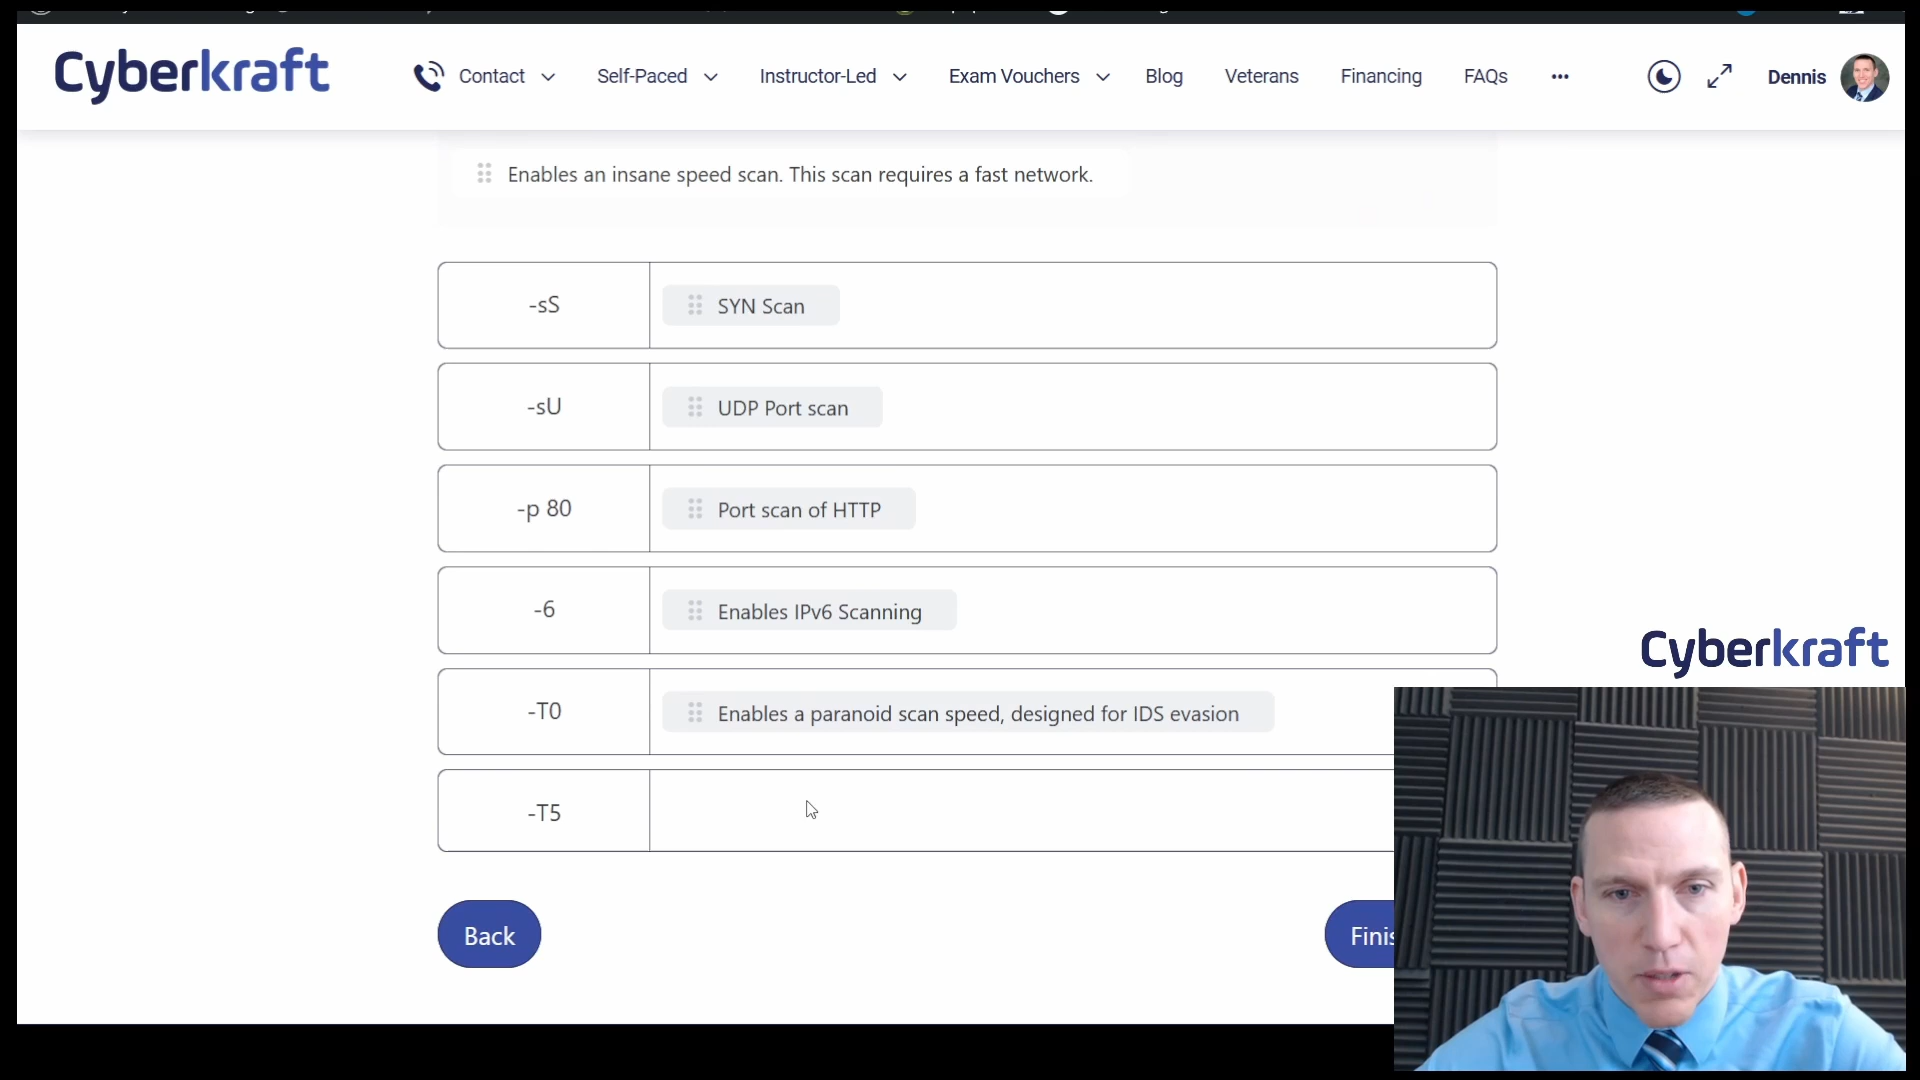 Cyberkraft
Contact
Self-Paced
Instructor-Led
Exam Vouchers
Blog
Veterans
Financing
FAQs
•••
Dennis
Enables an insane speed scan. This scan requires a fast network.
-sS
SYN Scan
-sU
UDP Port scan
-p 80
Port scan of HTTP
-6
Enables IPv6 Scanning
-T0
Enables a paranoid scan speed, designed for IDS evasion
-T5
Back
Finis
Cyberkraft